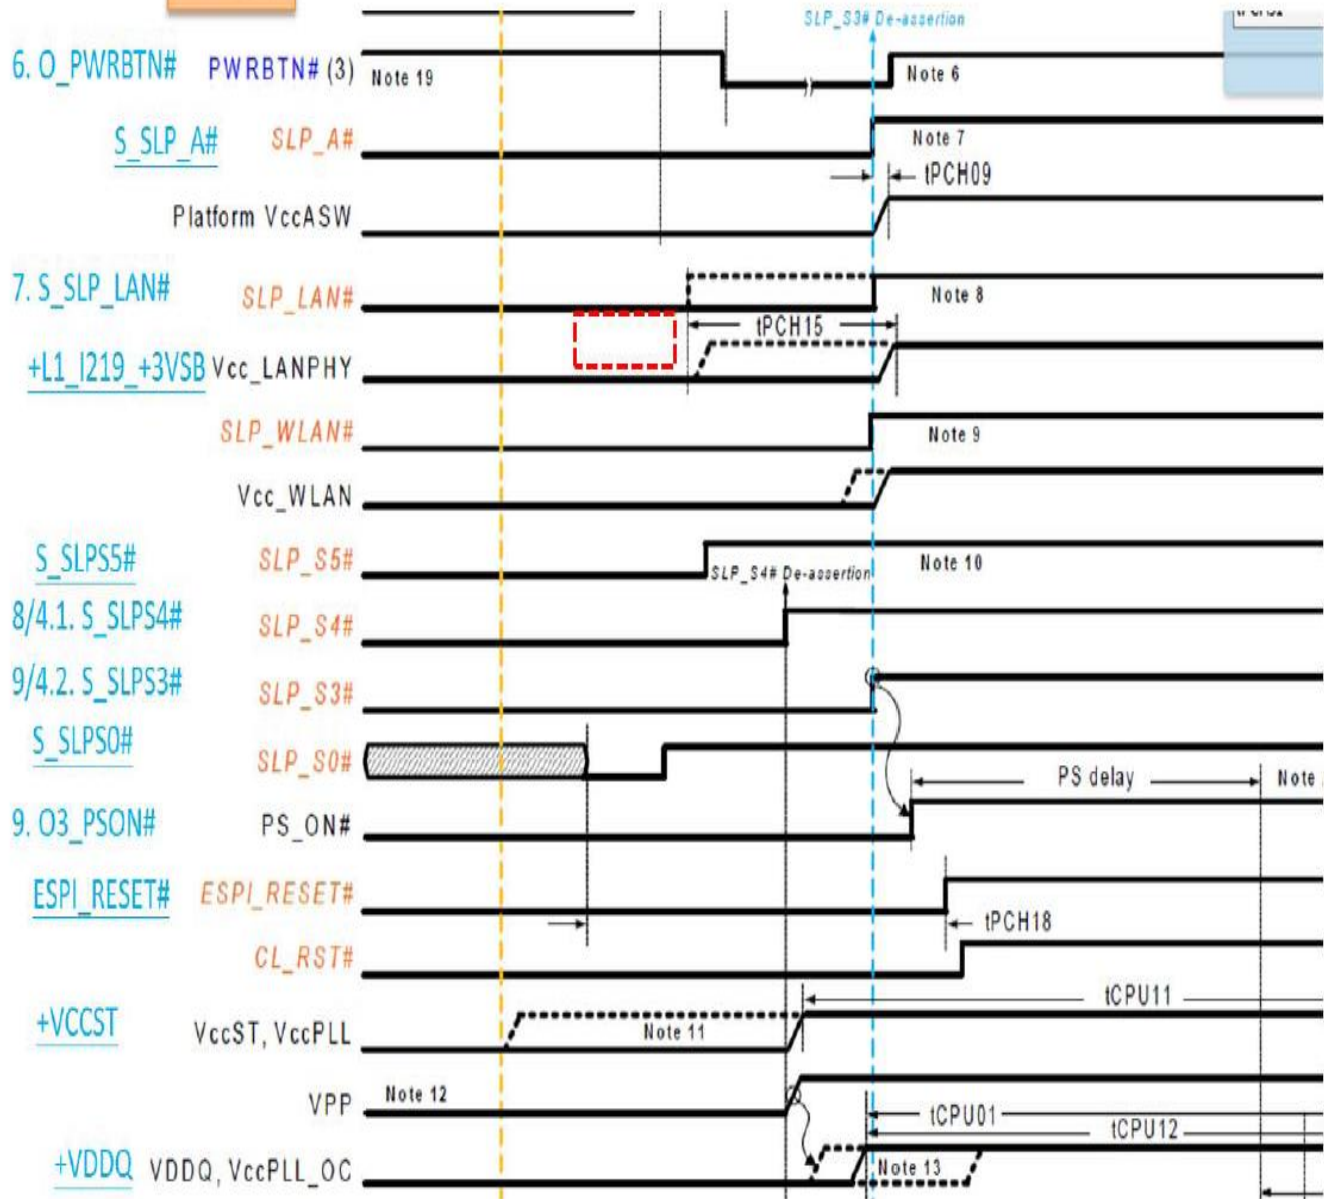 SLP_S3# De-assertion
6. O_PWRBTN# PWRBTN# (3) Note 19 Note 6
S_SLP_A# SLP_A# Note 7
tPCH09
Platform VccASW
7. S_SLP_LAN# SLP_LAN# Note 8
tPCH15
+L1_I219_+3VSB Vcc_LANPHY
SLP_WLAN# Note 9
Vcc_WLAN
S_SLPS5# SLP_S5# Note 10
SLP_S4# De-assertion
8/4.1. S_SLPS4# SLP_S4#
9/4.2. S_SLPS3# SLP_S3#
S_SLPS0# SLP_S0#
PS delay Note
9. O3_PSON# PS_ON#
ESPI_RESET# ESPI_RESET#
tPCH18
CL_RST#
tCPU11
+VCCST VccST, VccPLL Note 11
VPP Note 12
tCPU01
tCPU12
+VDDQ VDDQ, VccPLL_OC Note 13